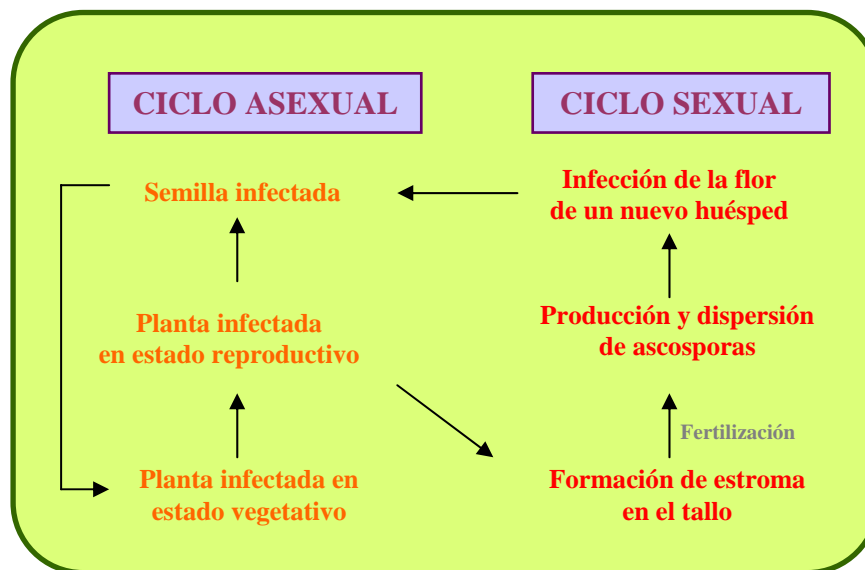 CICLO ASEXUAL
Semilla infectada
Planta infectada
en estado reproductivo
Planta infectada en
estado vegetativo
CICLO SEXUAL
Infección de la flor
de un nuevo huésped
Producción y dispersión
de ascosporas
Fertilización
Formación de estroma
en el tallo